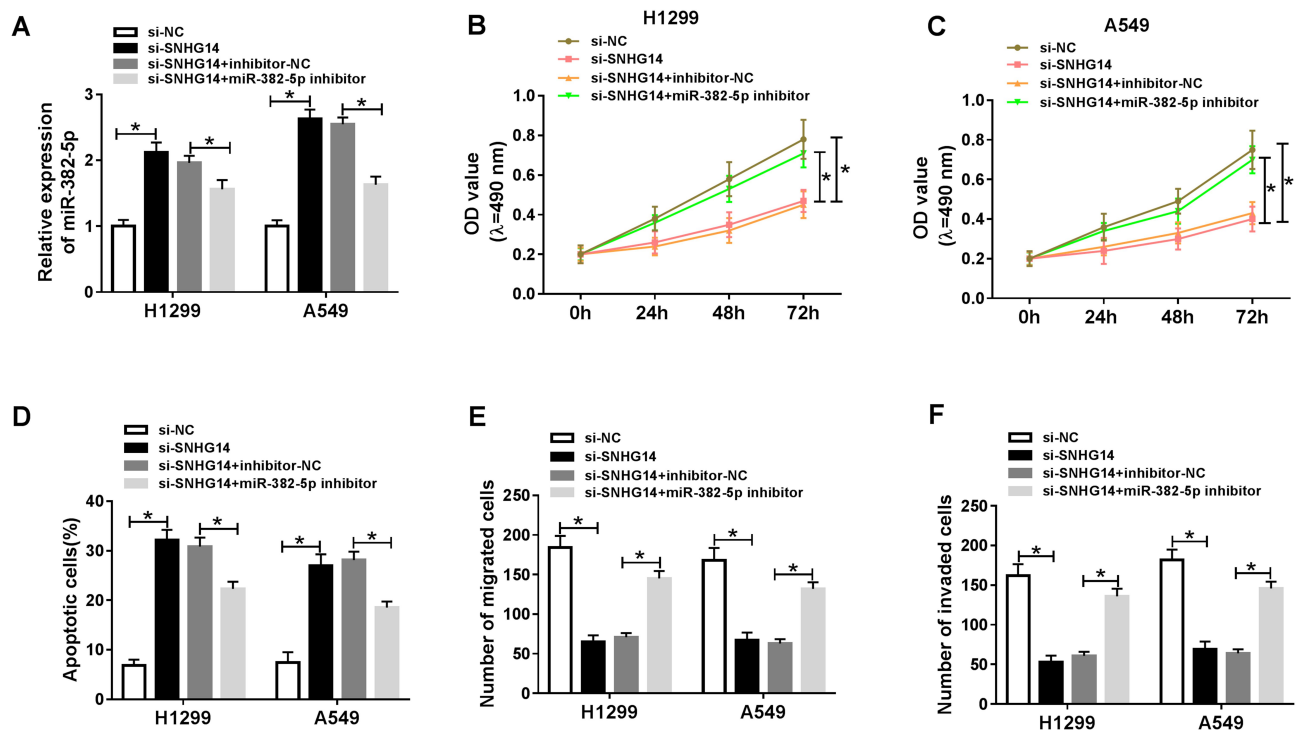 A
si-NC
si-SNHG14
si-SNHG14+inhibitor-NC
si-SNHG14+miR-382-5p inhibitor
Relative expression
of miR-382-5p
3
2
1
0
* * * *
H1299 A549
B
H1299
si-NC
si-SNHG14
si-SNHG14+inhibitor-NC
si-SNHG14+miR-382-5p inhibitor
OD value
(λ=490 nm)
1.0
0.8
0.6
0.4
0.2
0.0
* *
0h 24h 48h 72h
C
A549
si-NC
si-SNHG14
si-SNHG14+inhibitor-NC
si-SNHG14+miR-382-5p inhibitor
OD value
(λ=490 nm)
1.0
0.8
0.6
0.4
0.2
0.0
* *
0h 24h 48h 72h
D
si-NC
si-SNHG14
si-SNHG14+inhibitor-NC
si-SNHG14+miR-382-5p inhibitor
Apoptotic cells(%)
40
30
20
10
0
* * * *
H1299 A549
E
si-NC
si-SNHG14
si-SNHG14+inhibitor-NC
si-SNHG14+miR-382-5p inhibitor
Number of migrated cells
250
200
150
100
50
0
* * * *
H1299 A549
F
si-NC
si-SNHG14
si-SNHG14+inhibitor-NC
si-SNHG14+miR-382-5p inhibitor
Number of invaded cells
250
200
150
100
50
0
* * * *
H1299 A549